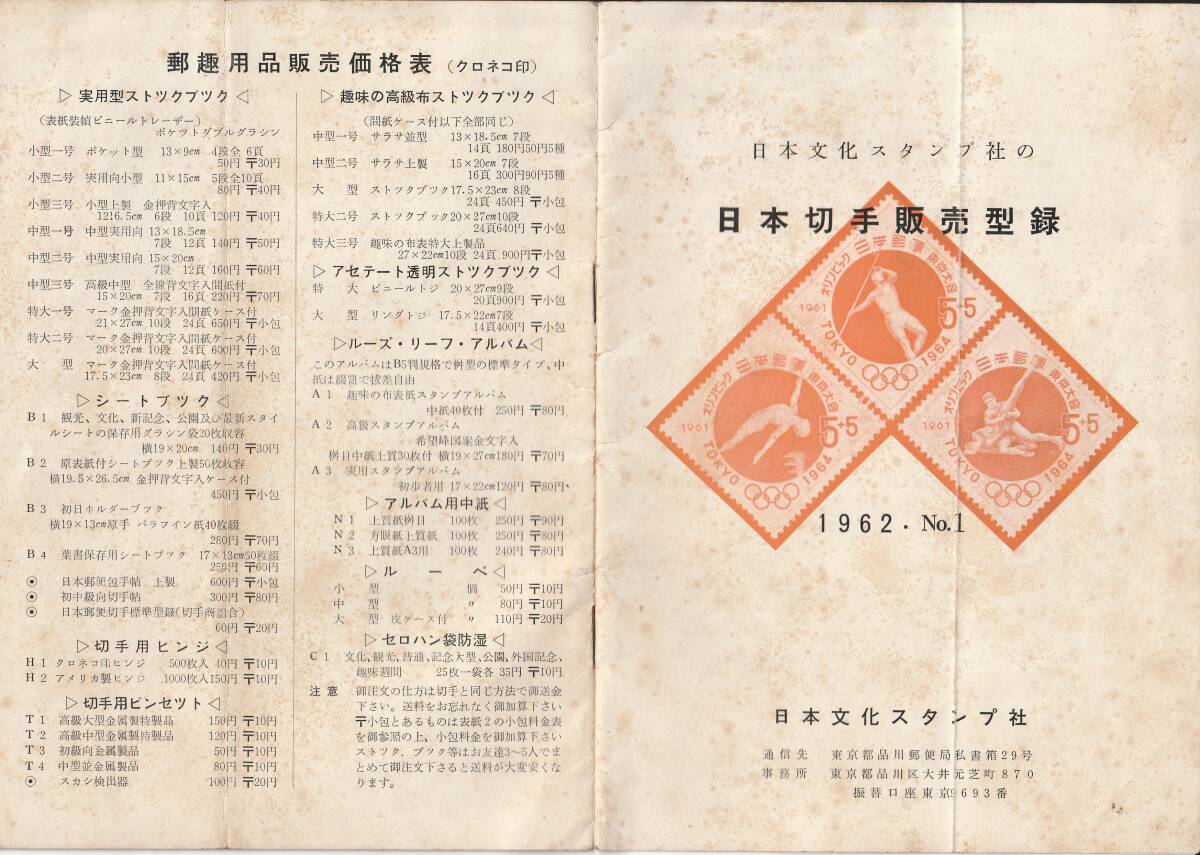 郵趣用品販売価格表 (クロネコ印)
▷ 実用型ストツクブツク ◁
(表紙装幀ビニールトレーザー)
ポケツトダブルグラシン
小型一号 ポケット型 13×9cm 4段全 6頁
50円 〒30円
小型二号 実用向小型 11×15cm 5段全10頁
80円 〒40円
小型三号 小型上製 金押背文字入
1216.5cm 6段 10頁 120円 〒40円
中型一号 中型実用向 13×18.5cm
7段 12頁 140円 〒50円
中型二号 中型実用向 15×20cm
7段 12頁 160円 〒60円
中型三号 高級中型 全線背文字入間紙付
15×20cm 7段 16頁 220円 〒70円
特大一号 マーク金押背文字入間紙ケース付
21×27cm 10段 24頁 650円 〒小包
特大二号 マーク金押背文字入間紙ケース付
20×27cm 10段 24頁 600円 〒小包
大型 マーク金押背文字入間紙ケース付
17.5×23cm 8段 24頁 420円 〒小包
▷ シートブツク ◁
B1 観光、文化、新記念、公園及び最新スタイ
ルシートの保存用グラシン袋20枚収容
横19×20cm 140円 〒30円
B2 原表紙付シートブツク上製50枚収容
横19.5×26.5cm 金押背文字入ケース付
450円 〒小包
B3 初日ホルダーブツク
横19×13cm原手 パラフイン紙40枚綴
280円 〒70円
B4 葉書保存用シートブツク 17×13cm50枚綴
250円 〒60円
◉ 日本郵便包手帖 上製 600円 〒小包
◉ 初中級向切手帖 300円 〒80円
◉ 日本郵便切手標準型録(切手商組合)
60円 〒20円
▷ 切手用ヒンジ ◁
H1 クロネコ印ヒンジ 500枚入 40円 〒10円
H2 アメリカ製ヒンジ 1000枚入150円 〒10円
▷ 切手用ピンセツト ◁
T1 高級大型金属製特製品 150円 〒10円
T2 高級中型金属製特製品 120円 〒10円
T3 初級向金属製品 50円 〒10円
T4 中型並金属製品 80円 〒10円
◉ スカシ検出器 100円 〒20円
▷ 趣味の高級布ストツクブツク ◁
(間紙ケース付以下全部同じ)
中型一号 サラサ並型 13×18.5cm 7段
14頁 180円50円5種
中型二号 サラサ上製 15×20cm 7段
16頁 300円90円5種
大型 ストツクブツク17.5×23cm 8段
24頁 450円 〒小包
特大二号 ストツクブック20×27cm10段
24頁640円 〒小包
特大三号 趣味の布表特大上製品
27×22cm10段 24頁 900円〒小包
▷ アセテート透明ストツクブツク ◁
特大 ビニールトジ 20×27cm9段
20頁900円 〒小包
大型 リングトジ 17.5×22cm7段
14頁400円 〒小包
▷ルーズ・リーフ・アルバム◁
このアルバムはB5判規格で桝型の標準タイプ、中
紙は綴紐で抜差自由
A1 趣味の布表紙スタンプアルバム
中紙40枚付 250円 〒80円
A2 高級スタンプアルバム
希望峰図案金文字入
桝目中紙上質30枚付 横19×27cm180円 〒70円
A3 実用スタンプアルバム
初歩者用 17×22cm120円 〒80円、
▷ アルバム用中紙 ◁
N1 上質紙桝目 100枚 250円 〒90円
N2 方眼紙上質紙 100枚 250円 〒80円
N3 上質紙A3用 100枚 240円 〒80円
▷ ルーペ ◁
小型 個 50円 〒10円
中型 〃 80円 〒10円
大型 皮ケース付 〃 110円 〒20円
▷ セロハン袋防湿 ◁
C1 文化、観光、普通、記念大型、公園、外国記念、
趣味週間 25枚一袋各 35円 〒10円
注意 御注文の仕方は切手と同じ方法で御送金
下さい。送料をお忘れなく御加算下さい
〒小包とあるものは表紙2の小包料金表
を御参照の上、小包料金を御加算下さい
ストツク.ブツク等はお友達3〜5人でま
とめて御注文下さると送料が大変安くな
ります。
日本文化スタンプ社の
日本切手販売型録
日本郵便
オリンピック東京大会
5+5
1961
TOKYO 1964
日本郵便
オリンピック東京大会
5+5
1961
TOKYO 1964
日本郵便
オリンピック東京大会
5+5
1961
TOKYO 1964
1962. No.1
日本文化スタンプ社
通信先 東京都品川郵便局私書箱29号
事務所 東京都品川区大井元芝町870
振替口座東京9693番